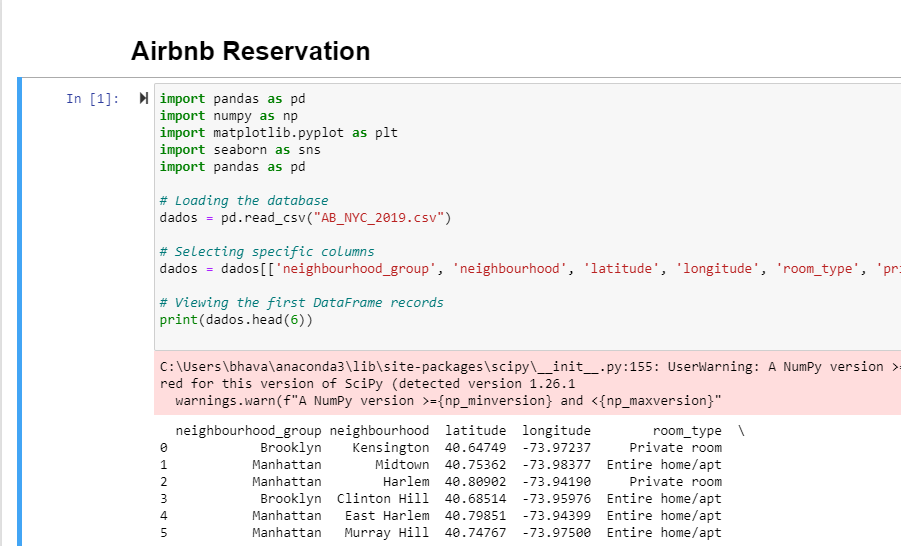 Airbnb Reservation
In [1]:
import pandas as pd
import numpy as np
import matplotlib.pyplot as plt
import seaborn as sns
import pandas as pd
# Loading the database
dados = pd.read_csv("AB_NYC_2019.csv")
# Selecting specific columns
dados = dados[['neighbourhood_group', 'neighbourhood', 'latitude', 'longitude', 'room_type', 'pri
# Viewing the first DataFrame records
print(dados.head(6))
C:\Users\bhava\anaconda3\lib\site-packages\scipy\__init__.py:155: UserWarning: A NumPy version >=
red for this version of SciPy (detected version 1.26.1
warnings.warn(f"A NumPy version >={np_minversion} and <{np_maxversion}"
neighbourhood_group neighbourhood latitude longitude room_type \
0 Brooklyn Kensington 40.64749 -73.97237 Private room
1 Manhattan Midtown 40.75362 -73.98377 Entire home/apt
2 Manhattan Harlem 40.80902 -73.94190 Private room
3 Brooklyn Clinton Hill 40.68514 -73.95976 Entire home/apt
4 Manhattan East Harlem 40.79851 -73.94399 Entire home/apt
5 Manhattan Murray Hill 40.74767 -73.97500 Entire home/apt